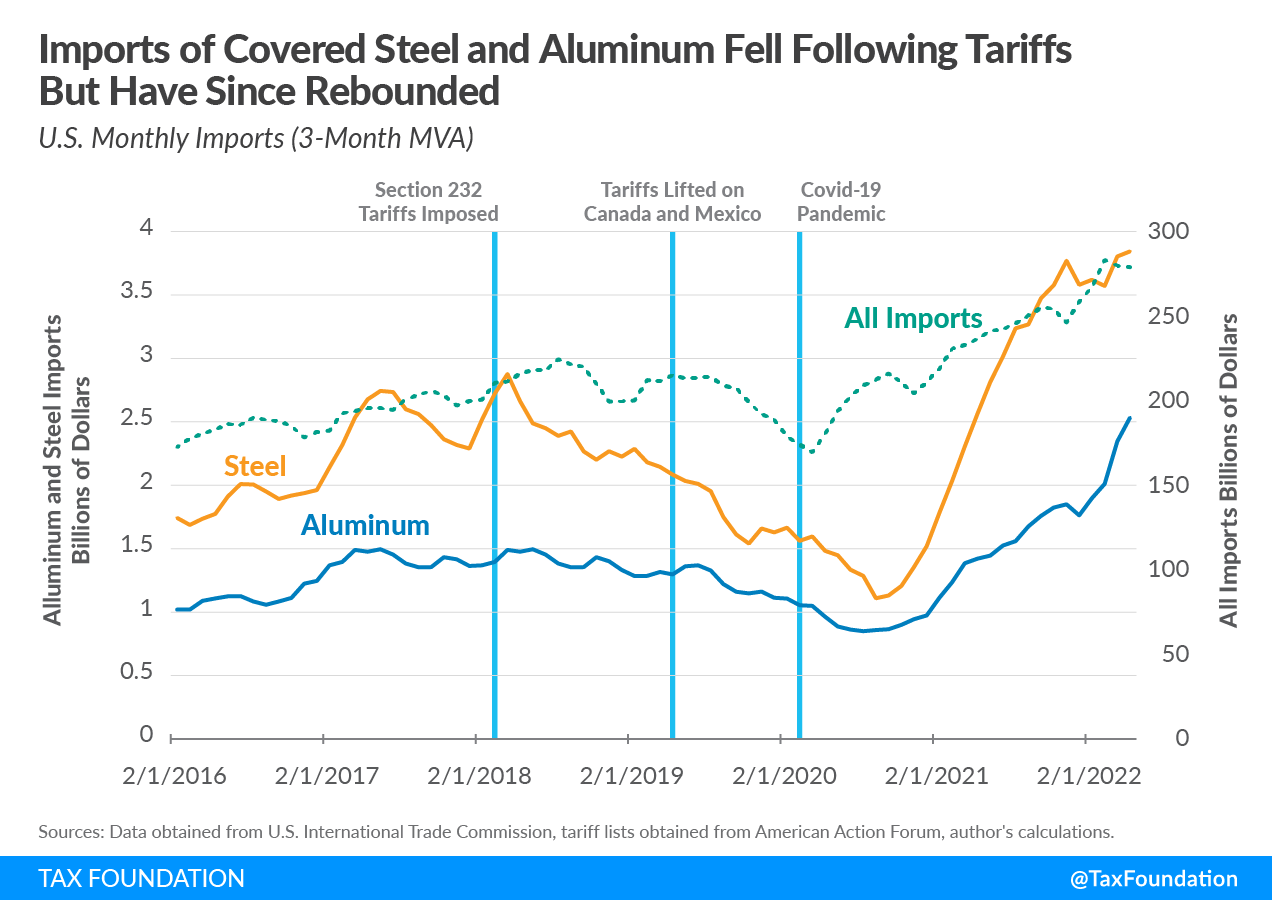 Imports of Covered Steel and Aluminum Fell Following Tariffs
But Have Since Rebounded
U.S. Monthly Imports (3-Month MVA)
Section 232
Tariffs Imposed
Tariffs Lifted on
Canada and Mexico
Covid-19
Pandemic
4
3.5
3
2.5
2
1.5
1
0.5
0
Alluminum and Steel Imports
Billions of Dollars
All Imports
Steel
Aluminum
300
250
200
150
100
50
0
All Imports Billions of Dollars
2/1/2016
2/1/2017
2/1/2018
2/1/2019
2/1/2020
2/1/2021
2/1/2022
Sources: Data obtained from U.S. International Trade Commission, tariff lists obtained from American Action Forum, author's calculations.
TAX FOUNDATION
@TaxFoundation